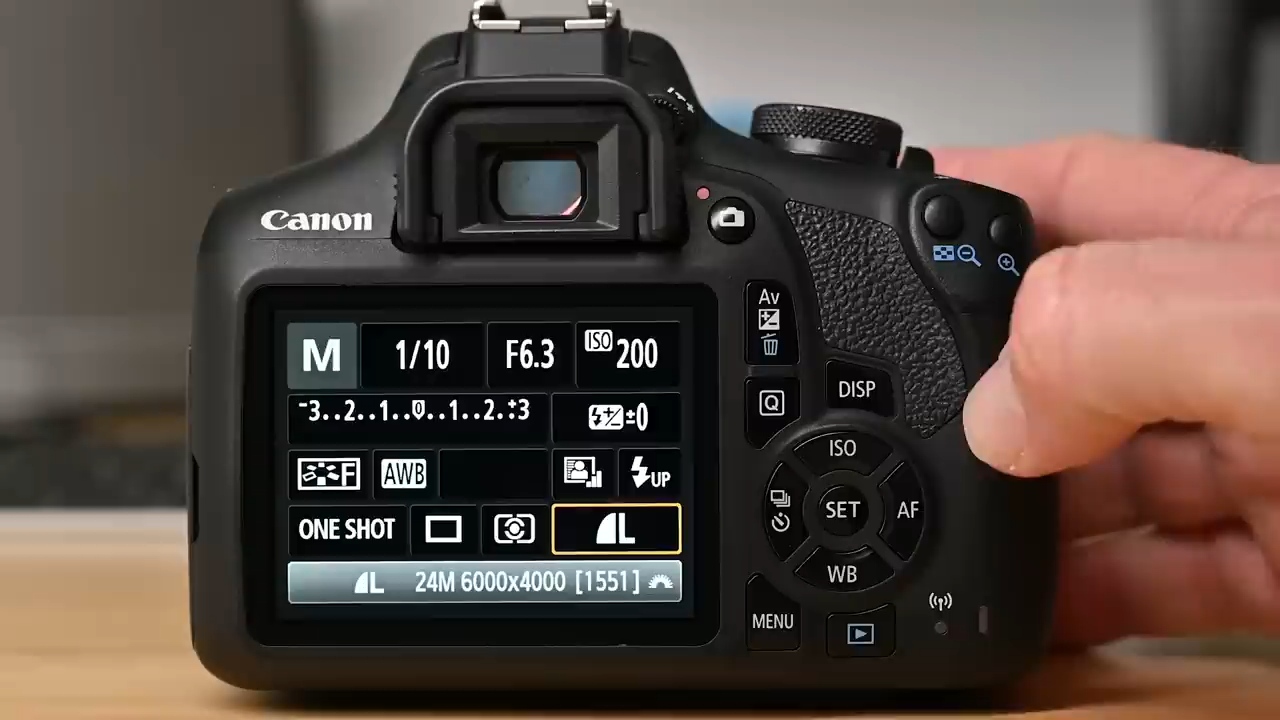 Canon
M 1/10 F6.3 ISO 200
-3..2..1..0..1..2.+3 ±0
F AWB UP
ONE SHOT L
L 24M 6000x4000 [1551]
Av
Q DISP
ISO
SET AF
WB
MENU